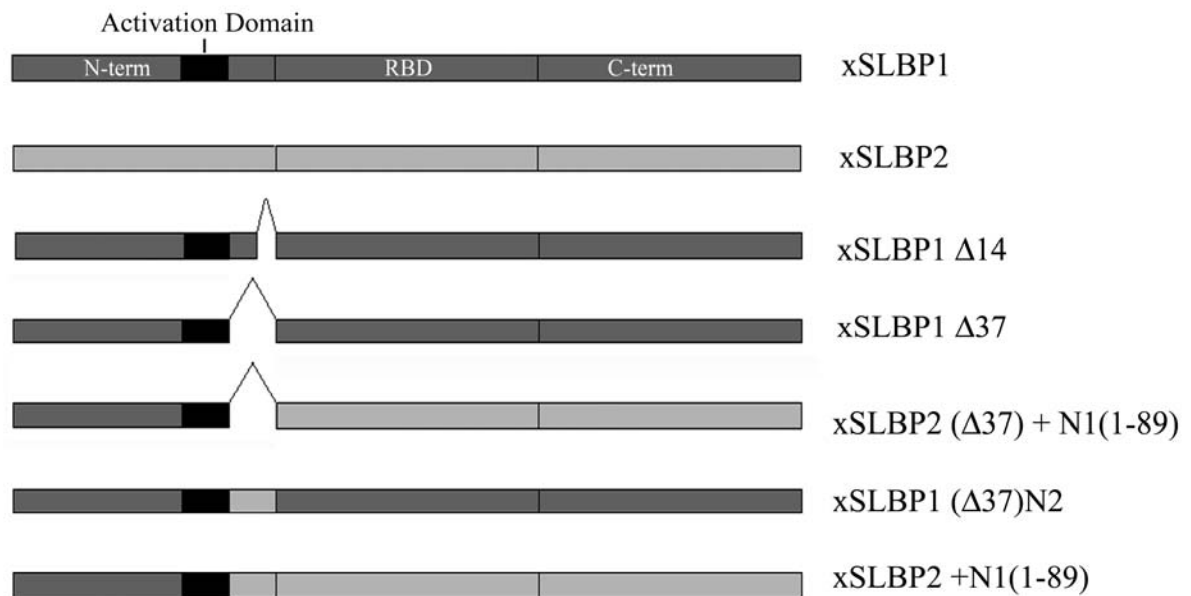 Activation Domain
N-term RBD C-term xSLBP1
xSLBP2
xSLBP1 Δ14
xSLBP1 Δ37
xSLBP2 (Δ37) + N1(1-89)
xSLBP1 (Δ37)N2
xSLBP2 +N1(1-89)